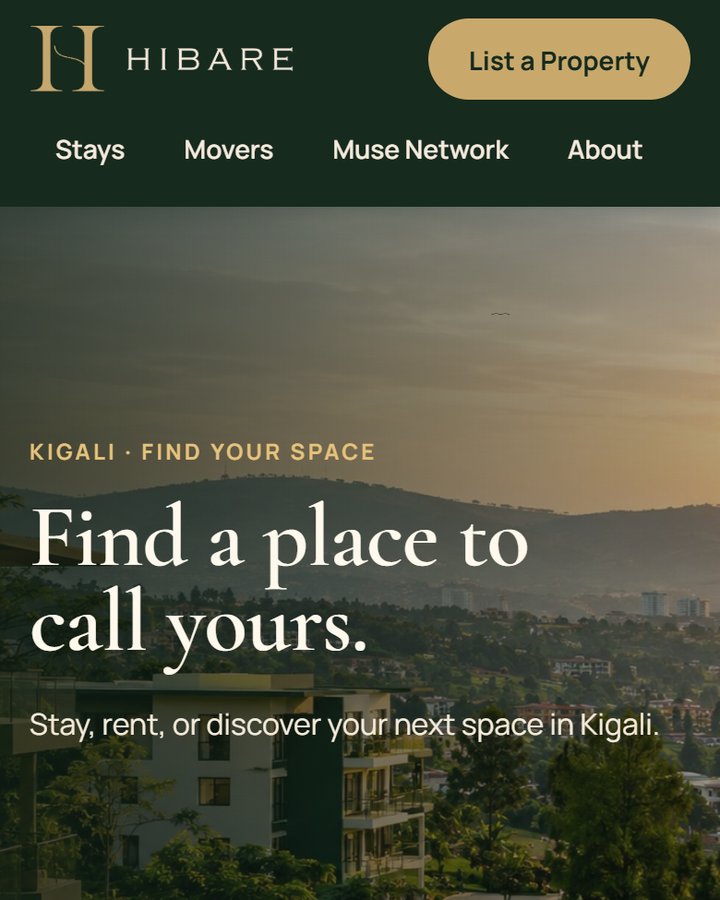 HIBARE
List a Property
Stays
Movers
Muse Network
About
KIGALI · FIND YOUR SPACE
Find a place to
call yours.
Stay, rent, or discover your next space in Kigali.